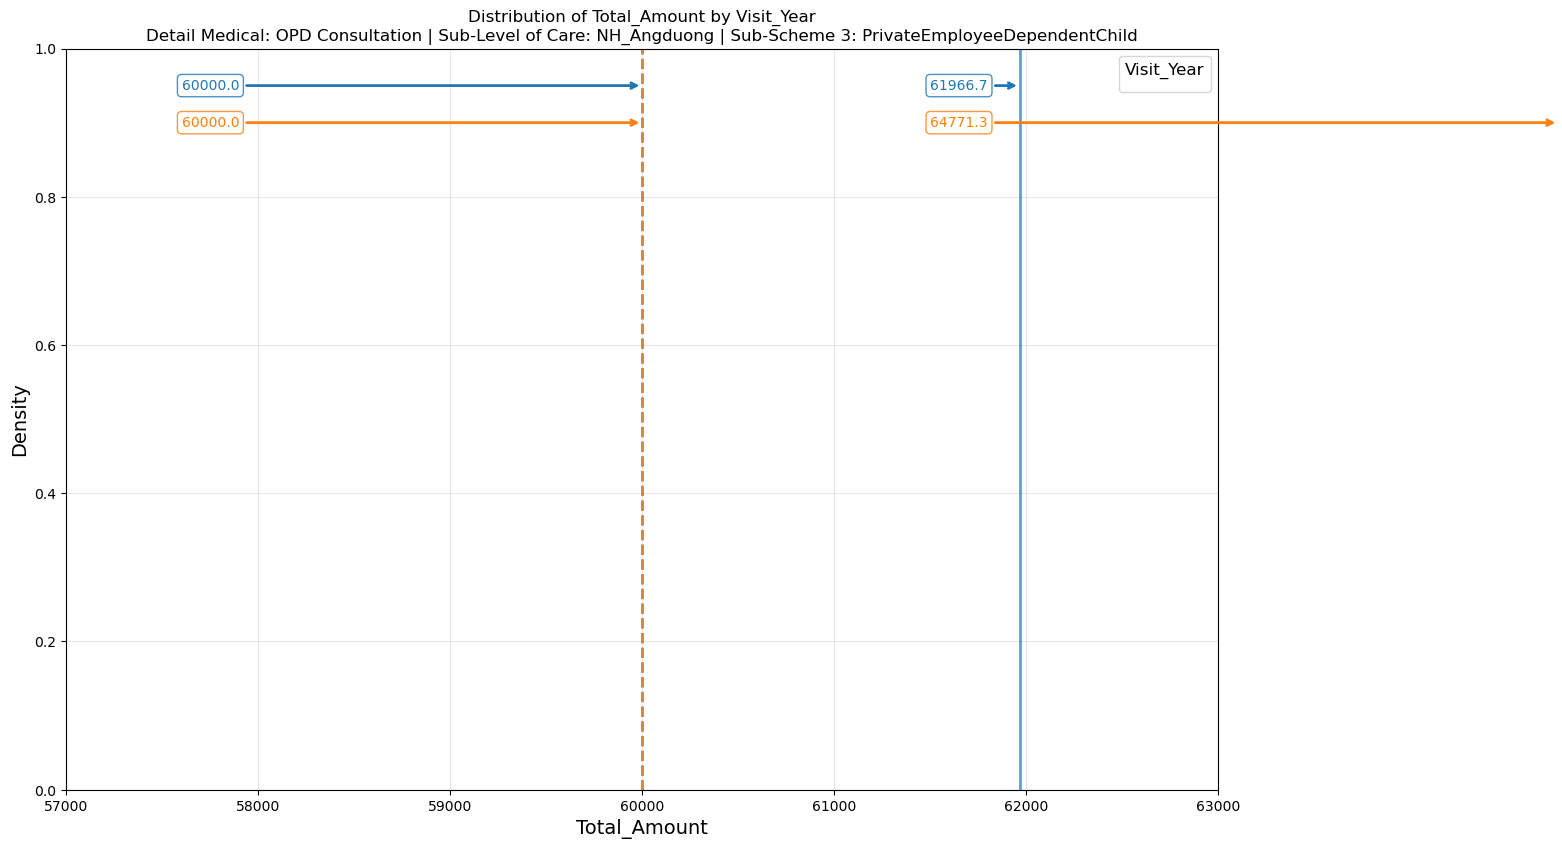 Distribution of Total_Amount by Visit_Year
Detail Medical: OPD Consultation | Sub-Level of Care: NH_Angduong | Sub-Scheme 3: PrivateEmployeeDependentChild
1.0
Visit_Year
60000.0
61966.7
60000.0
64771.3
0.8
0.6
Density
0.4
0.2
0.0
57000 58000 59000 60000 61000 62000 63000
Total_Amount